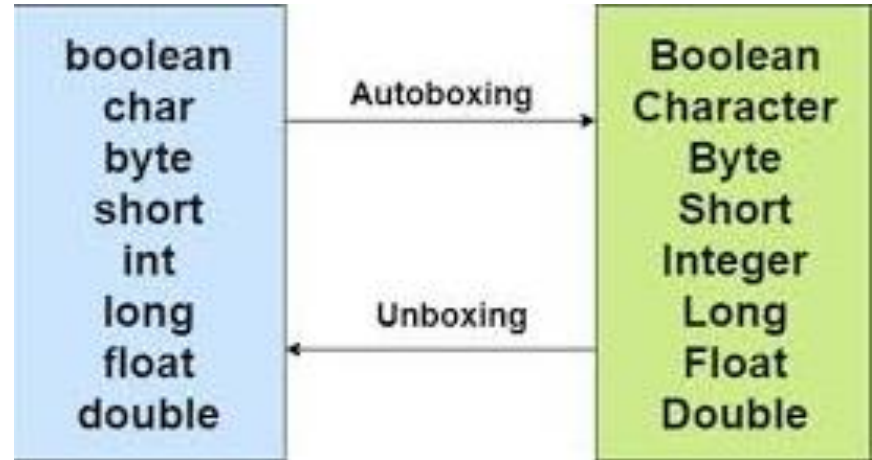 boolean
char
byte
short
int
long
float
double
Autoboxing
Unboxing
Boolean
Character
Byte
Short
Integer
Long
Float
Double